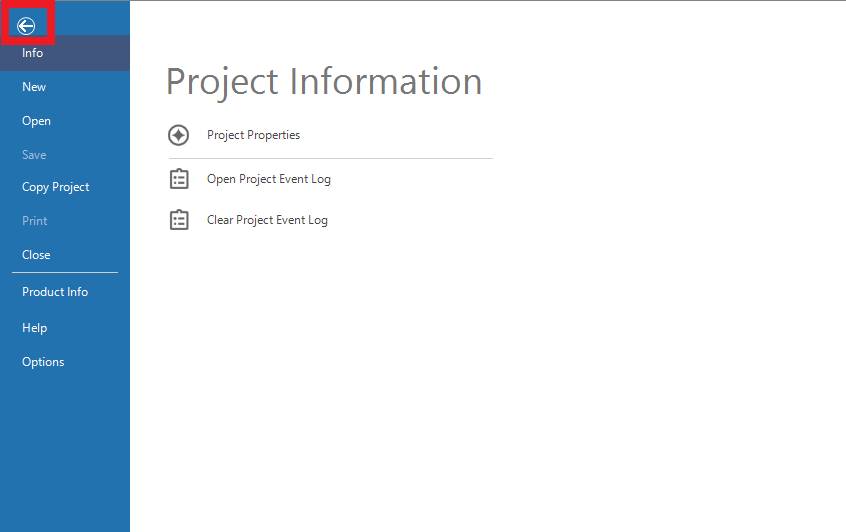 Info
New
Open
Save
Copy Project
Print
Close
Product Info
Help
Options
Project Information
Project Properties
Open Project Event Log
Clear Project Event Log